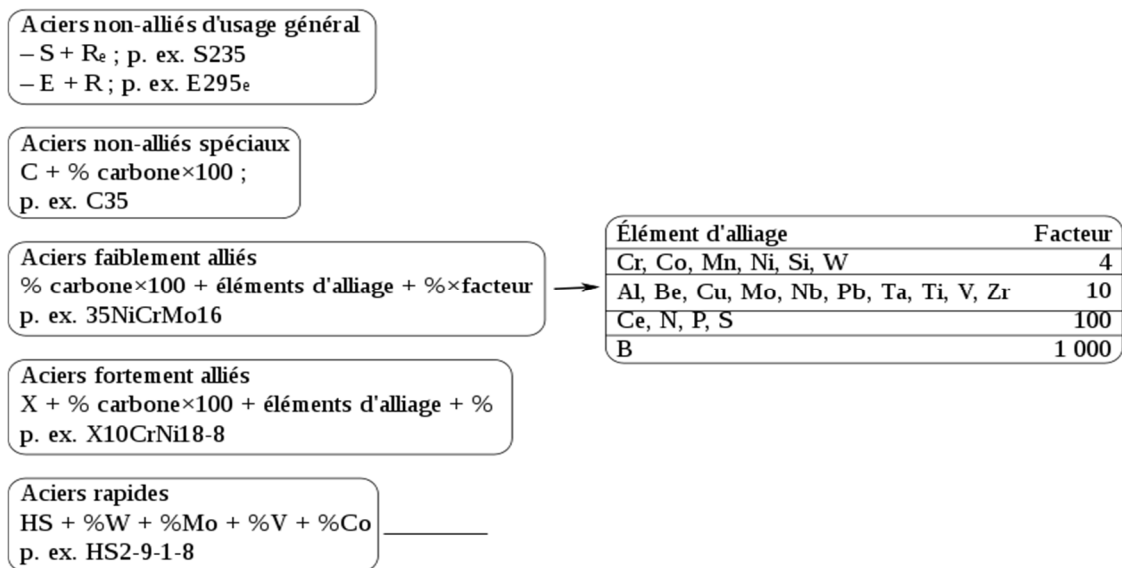 Aciers non-alliés d'usage général
– S + Re ; p. ex. S235
– E + R ; p. ex. E295e
Aciers non-alliés spéciaux
C + % carbone×100 ;
p. ex. C35
Aciers faiblement alliés
% carbone×100 + éléments d'alliage + %×facteur
p. ex. 35NiCrMo16
Élément d'alliage Facteur
Cr, Co, Mn, Ni, Si, W 4
Al, Be, Cu, Mo, Nb, Pb, Ta, Ti, V, Zr 10
Ce, N, P, S 100
B 1 000
Aciers fortement alliés
X + % carbone×100 + éléments d'alliage + %
p. ex. X10CrNi18-8
Aciers rapides
HS + %W + %Mo + %V + %Co
p. ex. HS2-9-1-8